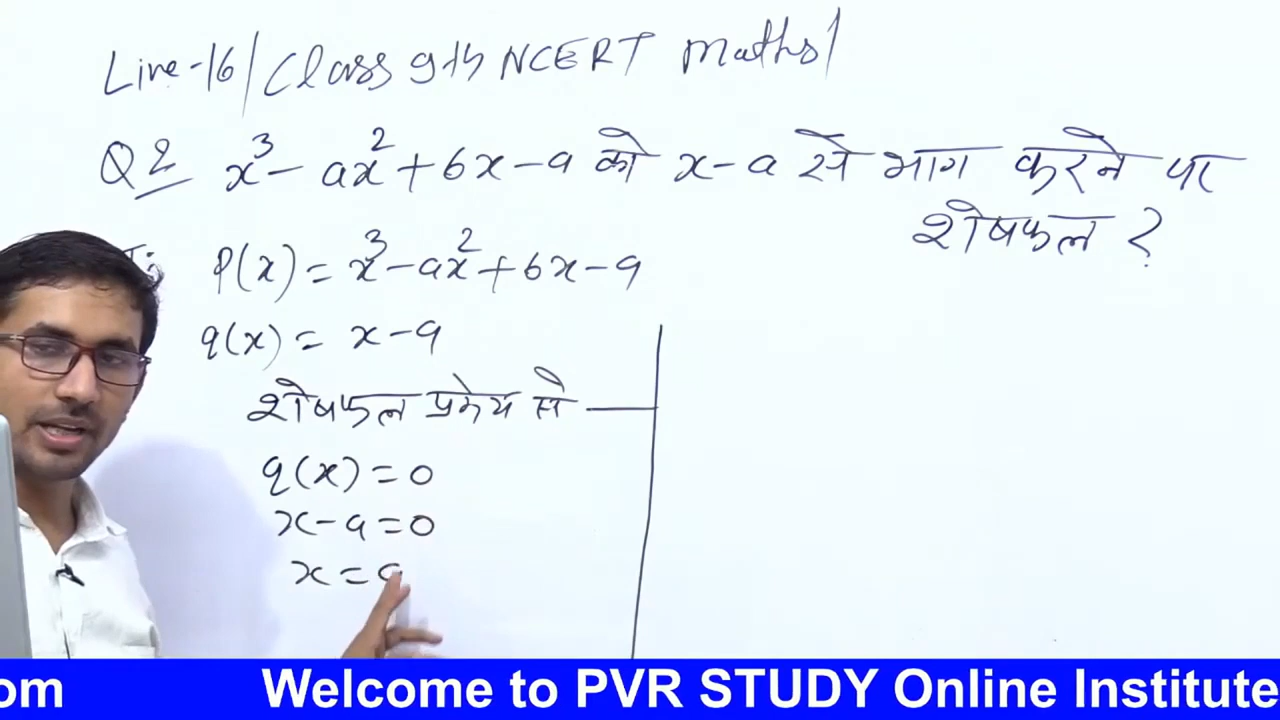 Live-16/Class 9th NCERT Maths/
Q 2 x³ - ax² + 6x - a को x - a से भाग करने पर
शेषफल ?
P(x) = x³ - ax² + 6x - a
q(x) = x - a
शेषफल प्रमेय से
q(x) = 0
x - a = 0
x = a
om Welcome to PVR STUDY Online Institute